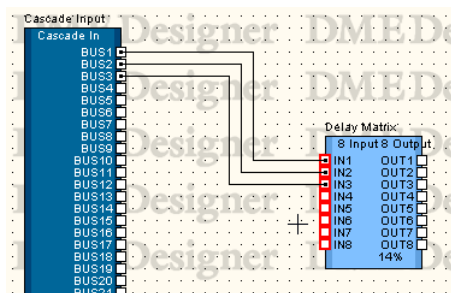 Cascade Input
Cascade In
BUS1
BUS2
BUS3
BUS4
BUS5
BUS6
BUS7
BUS8
BUS9
BUS10
BUS11
BUS12
BUS13
BUS14
BUS15
BUS16
BUS17
BUS18
BUS19
BUS20
Designer DME Designer
Delay Matrix
8 Input 8 Output
IN1 OUT1
IN2 OUT2
IN3 OUT3
IN4 OUT4
IN5 OUT5
IN6 OUT6
IN7 OUT7
IN8 OUT8
14%